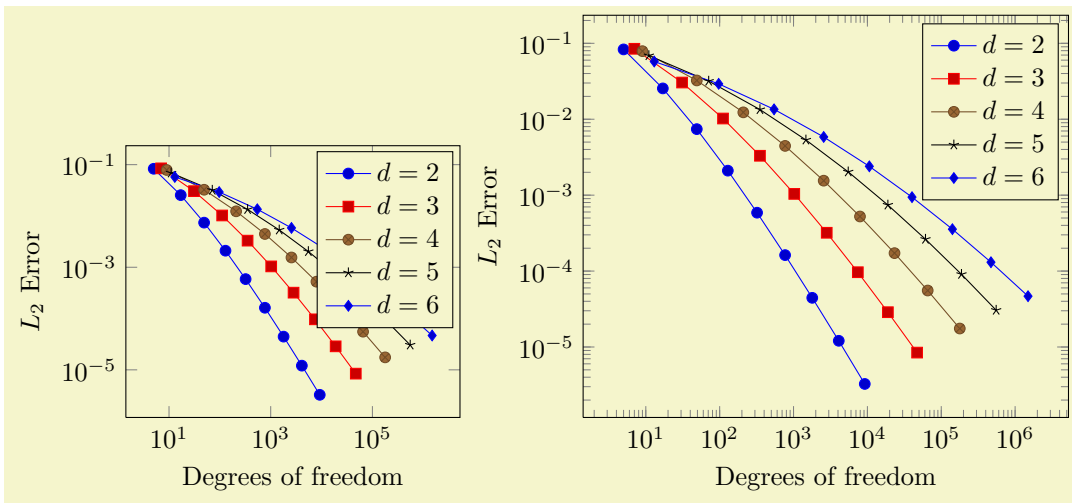 10^-1
10^-3
10^-5
10^1
10^3
10^5
L_2 Error
Degrees of freedom
d = 2
d = 3
d = 4
d = 5
d = 6
10^-1
10^-2
10^-3
10^-4
10^-5
10^1
10^2
10^3
10^4
10^5
10^6
L_2 Error
Degrees of freedom
d = 2
d = 3
d = 4
d = 5
d = 6